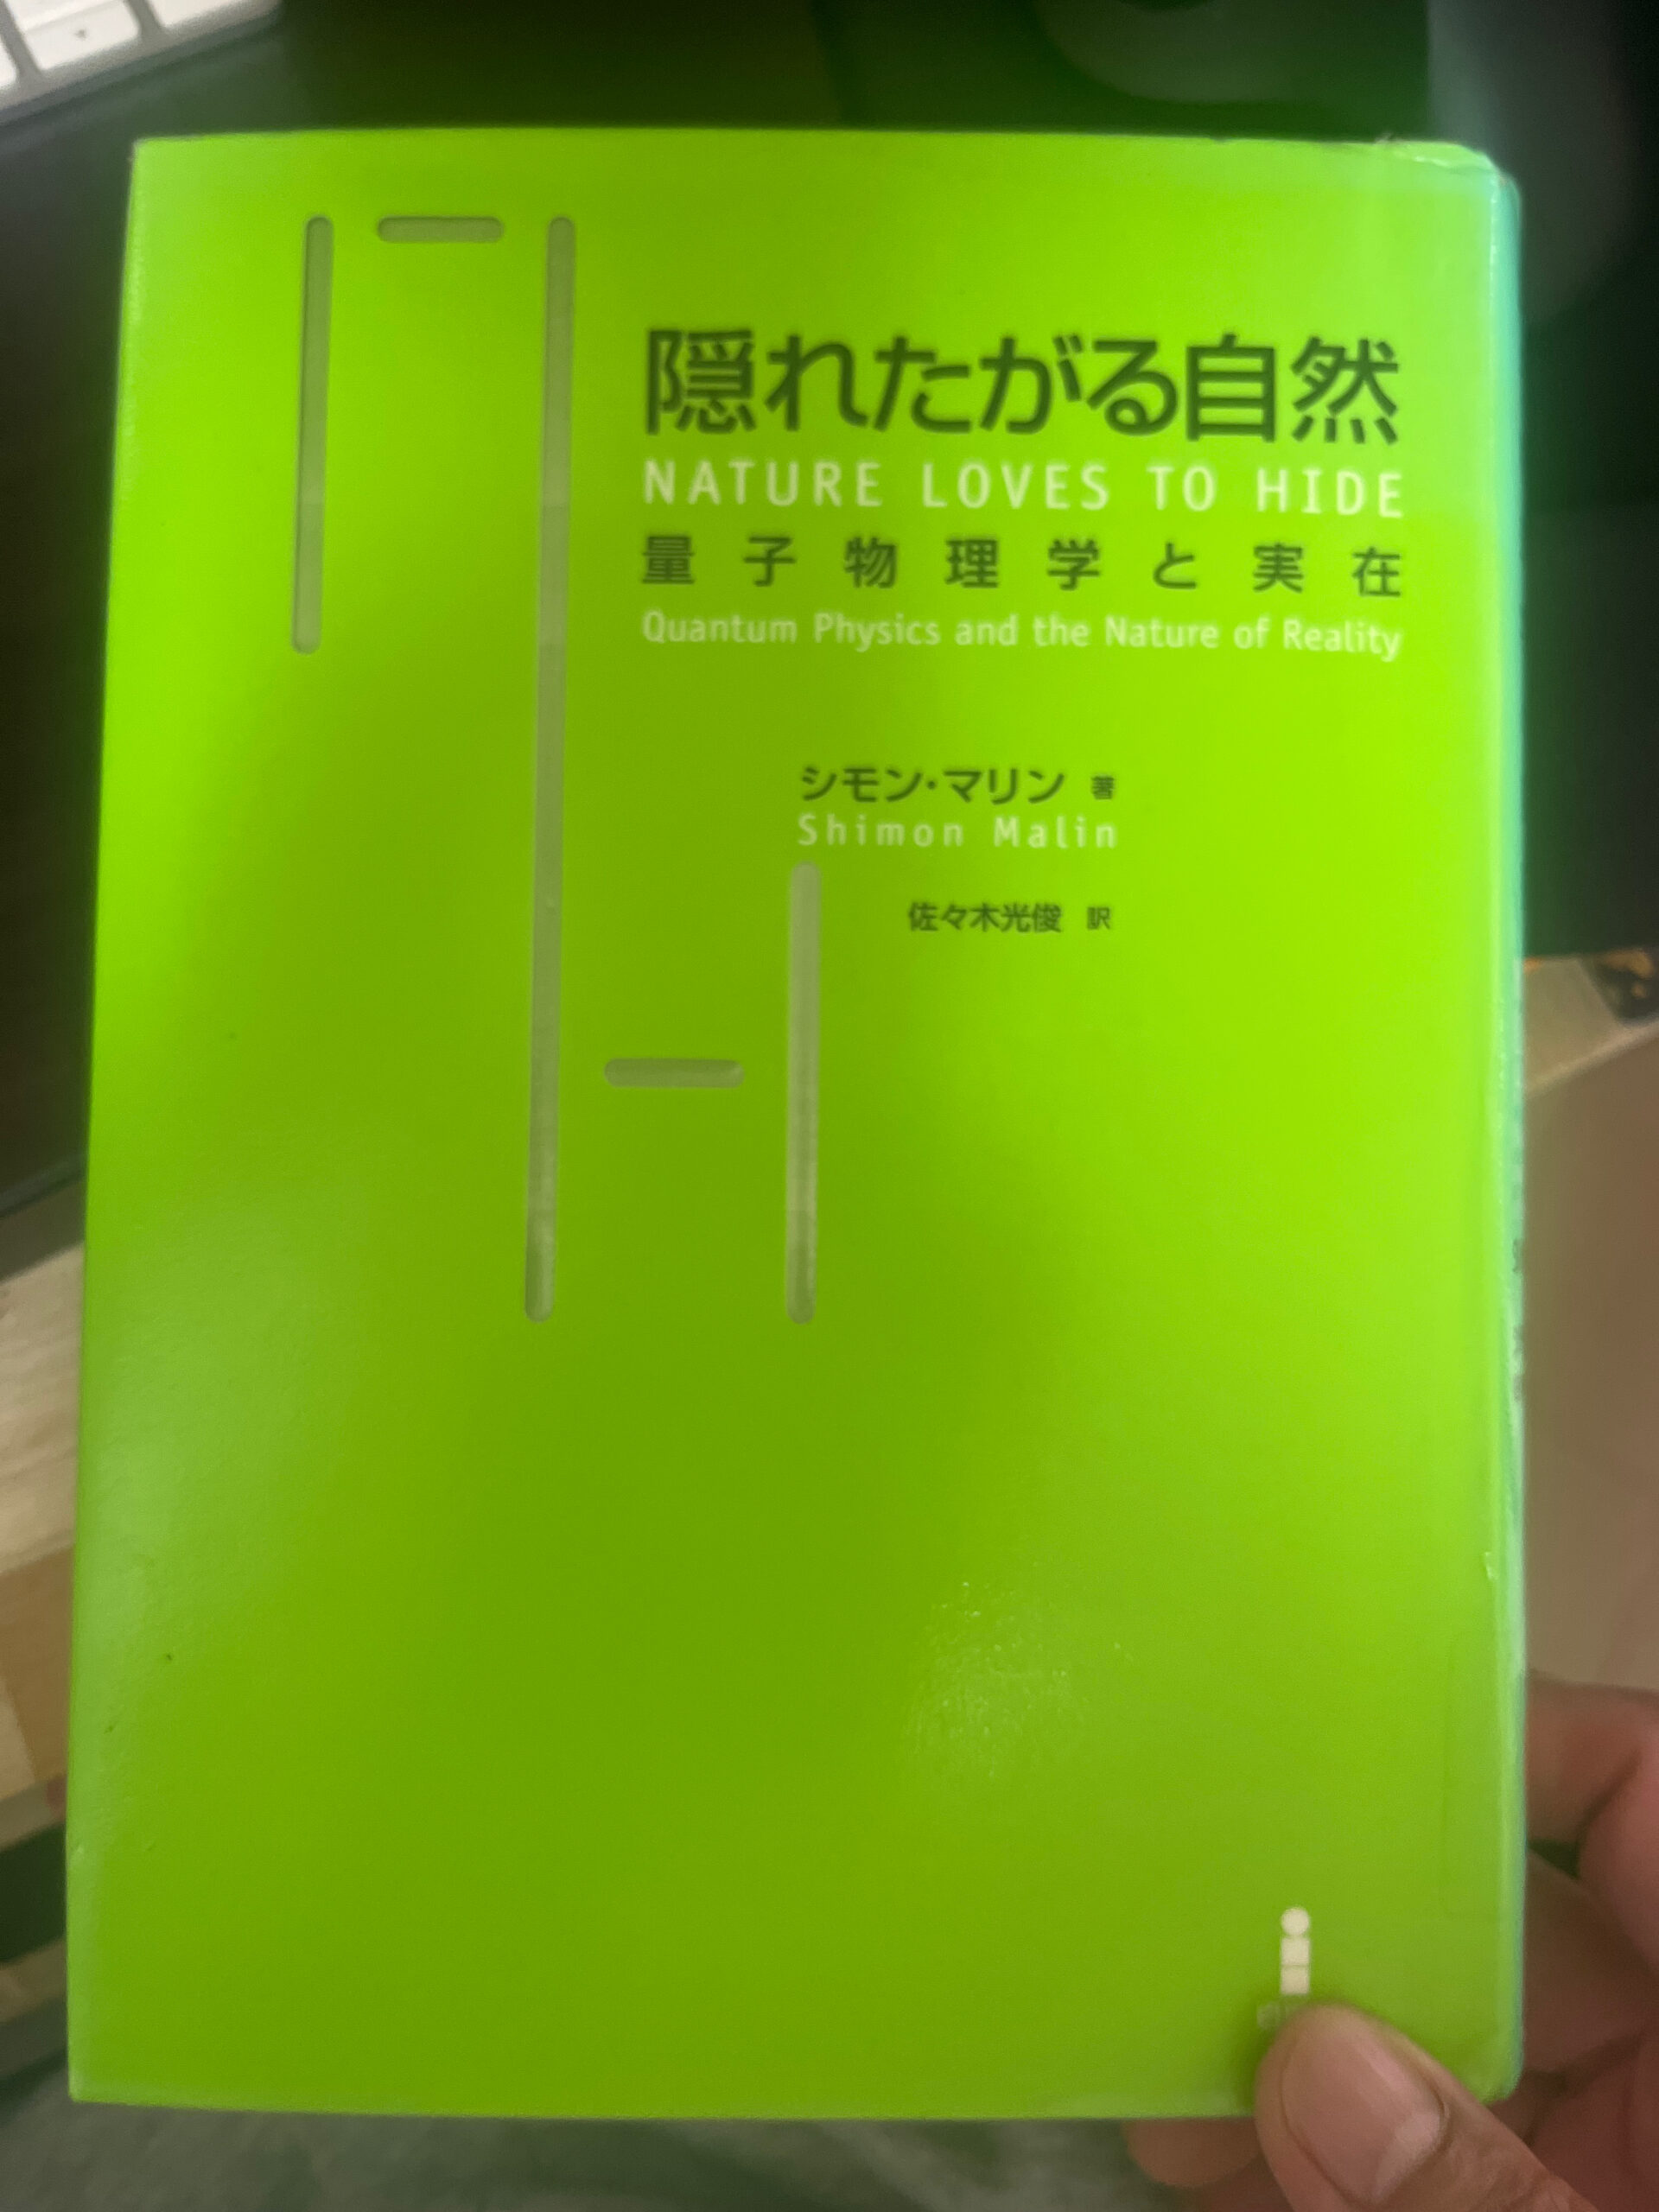 隠れたがる自然
NATURE LOVES TO HIDE
量子物理学と実在
Quantum Physics and the Nature of Reality
シモン・マリン 著
Shimon Malin
佐々木光俊 訳